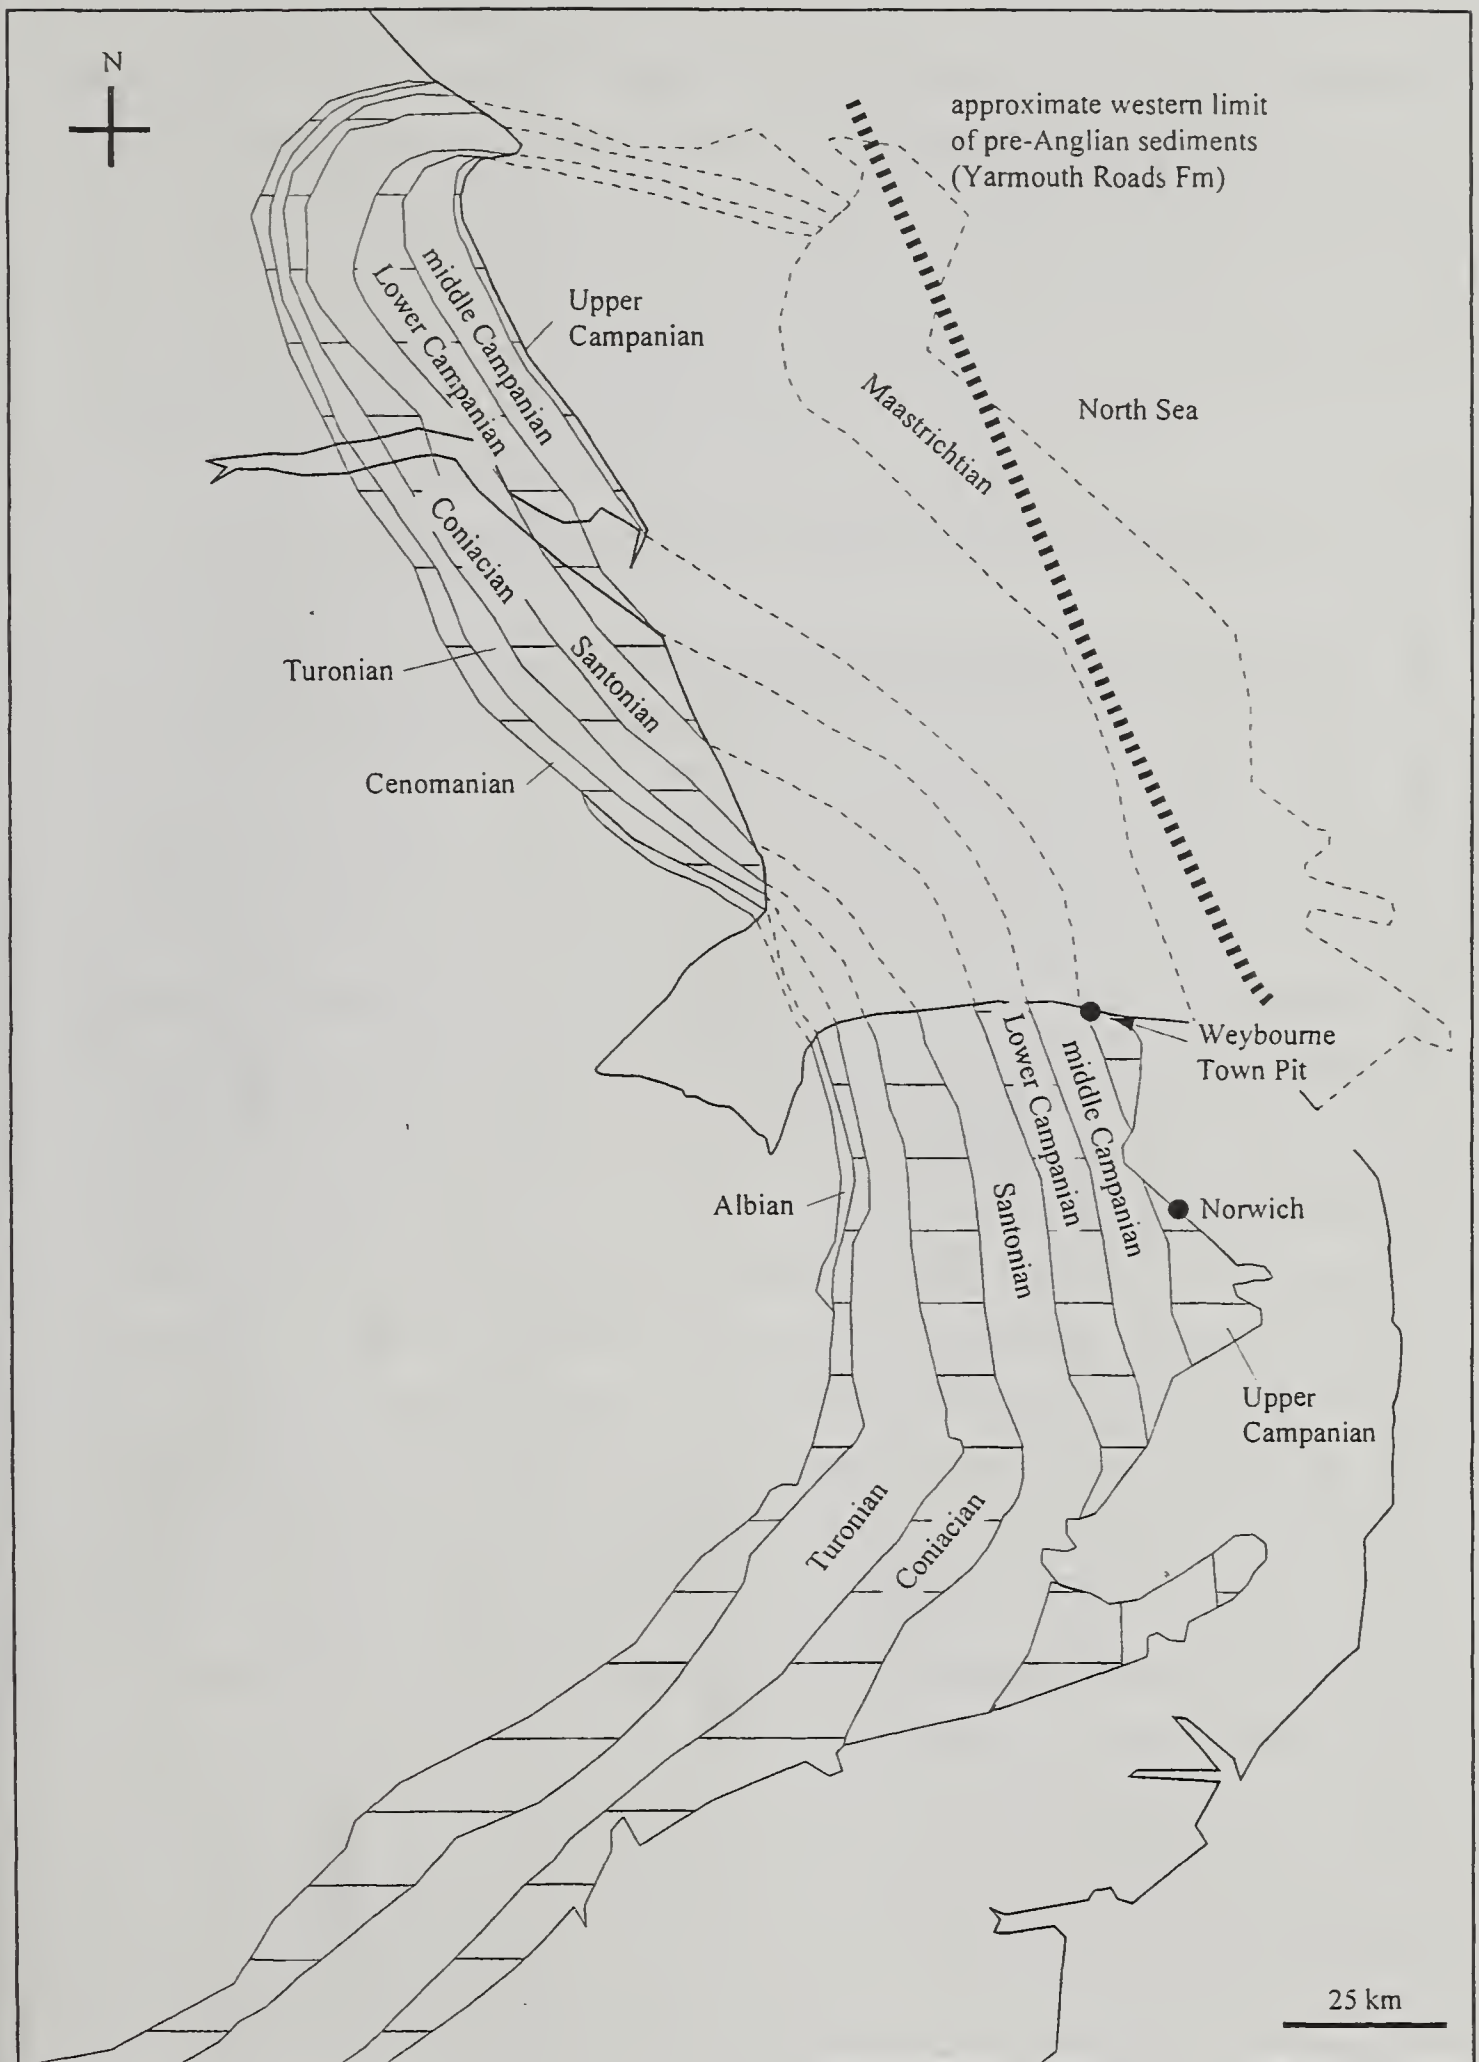 N
approximate western limit
of pre-Anglian sediments
(Yarmouth Roads Fm)
Upper
Campanian
middle Campanian
Lower Campanian
Maastrichtian
North Sea
Coniacian
Turonian
Santonian
Cenomanian
Weybourne
Town Pit
Lower Campanian
middle Campanian
Albian
Santonian
Norwich
Upper
Campanian
Turonian
Coniacian
25 km